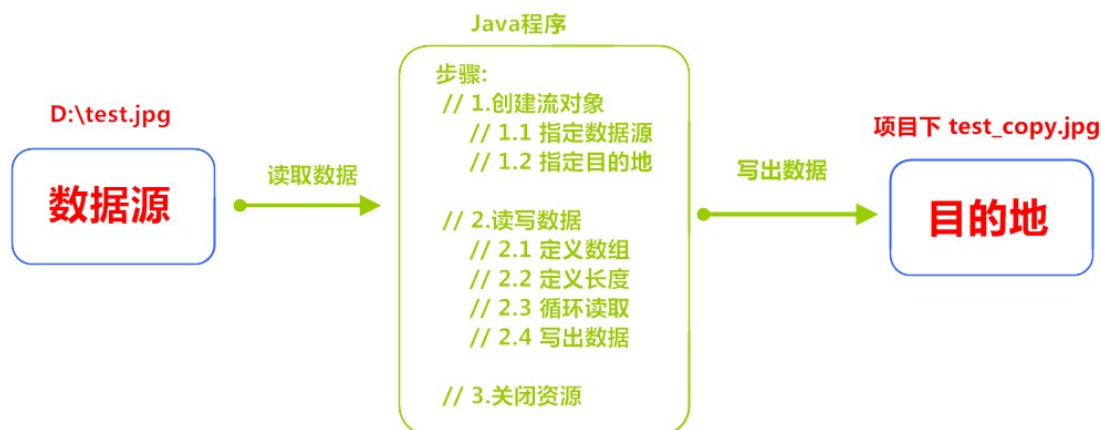 Java程序
D:\test.jpg
数据源
读取数据
步骤:
// 1.创建流对象
// 1.1 指定数据源
// 1.2 指定目的地
// 2.读写数据
// 2.1 定义数组
// 2.2 定义长度
// 2.3 循环读取
// 2.4 写出数据
// 3.关闭资源
写出数据
项目下 test_copy.jpg
目的地